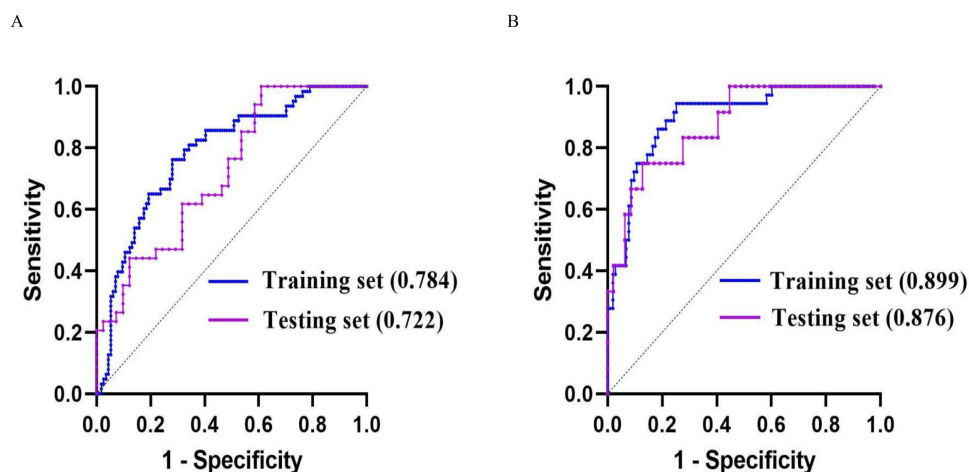 A
B
1.0
0.8
0.6
0.4
0.2
0.0
Sensitivity
Training set (0.784)
Testing set (0.722)
0.0 0.2 0.4 0.6 0.8 1.0
1 - Specificity
1.0
0.8
0.6
0.4
0.2
0.0
Sensitivity
Training set (0.899)
Testing set (0.876)
0.0 0.2 0.4 0.6 0.8 1.0
1 - Specificity